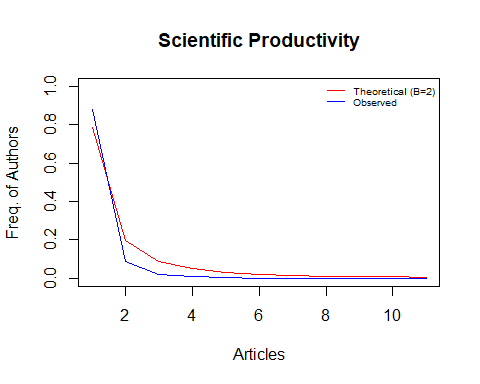 Scientific Productivity
Theoretical (B=2)
Observed
Freq. of Authors
1.0
0.8
0.6
0.4
0.2
0.0
2 4 6 8 10
Articles